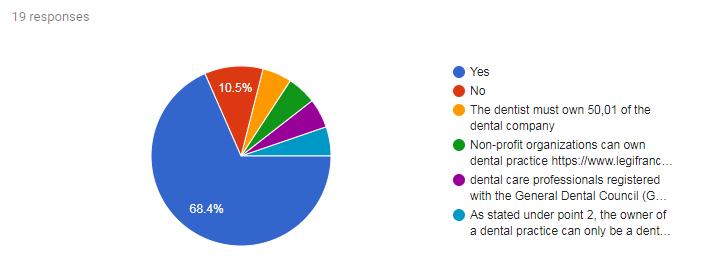 19 responses
10.5%
68.4%
Yes
No
The dentist must own 50,01 of the
dental company
Non-profit organizations can own
dental practice https://www.legifranc…
dental care professionals registered
with the General Dental Council (G…
As stated under point 2, the owner of
a dental practice can only be a dent…